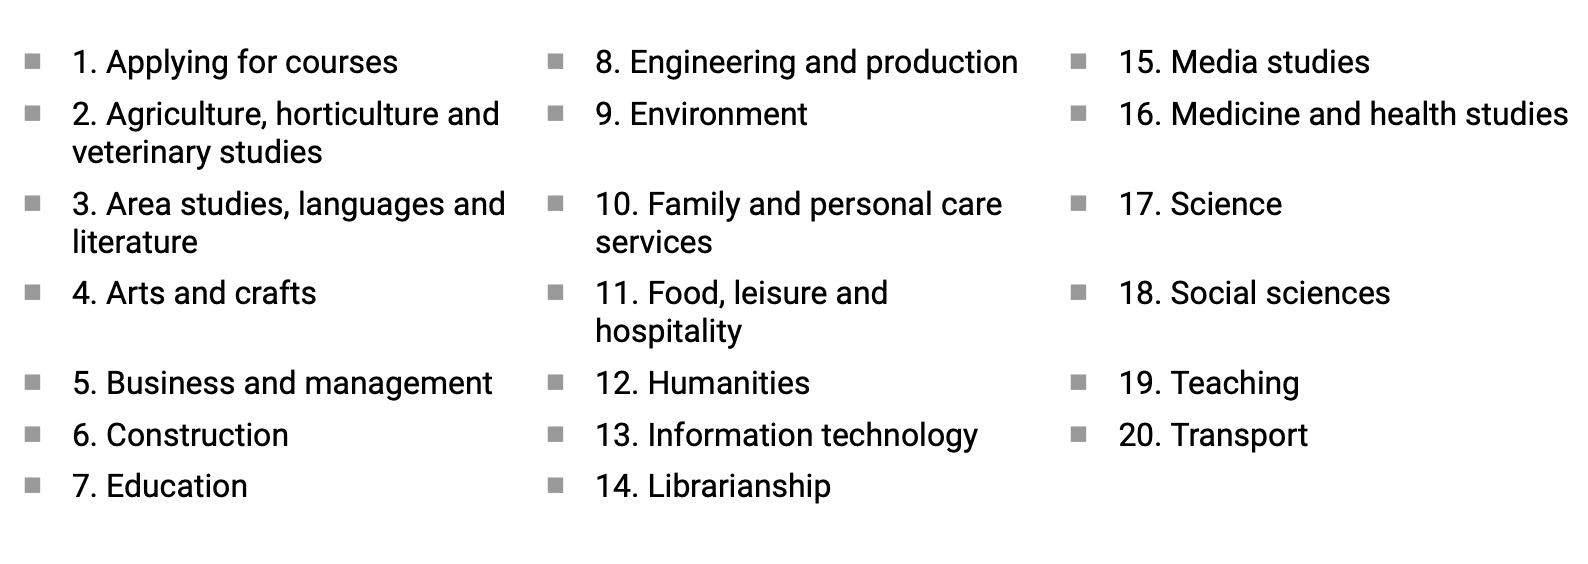 1. Applying for courses
2. Agriculture, horticulture and
veterinary studies
3. Area studies, languages and
literature
4. Arts and crafts
5. Business and management
6. Construction
7. Education
8. Engineering and production
9. Environment
10. Family and personal care
services
11. Food, leisure and
hospitality
12. Humanities
13. Information technology
14. Librarianship
15. Media studies
16. Medicine and health studies
17. Science
18. Social sciences
19. Teaching
20. Transport